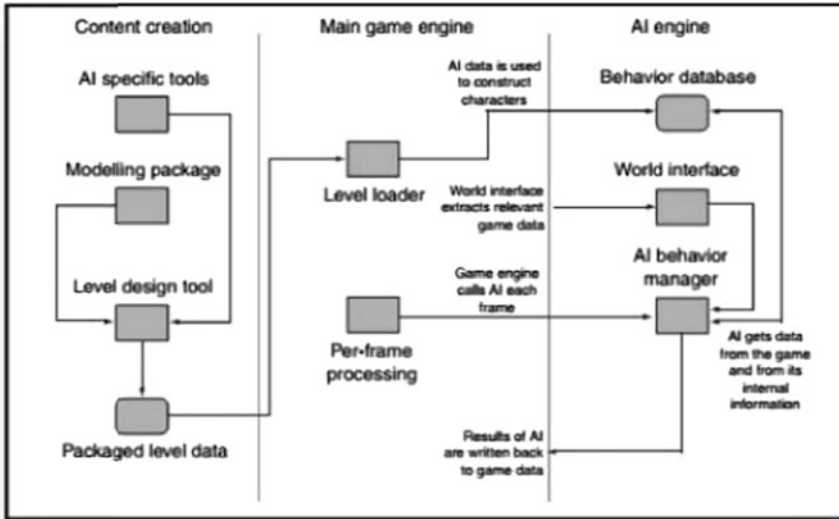 Content creation
Main game engine
AI engine
AI specific tools
AI data is used
to construct
characters
Behavior database
Modelling package
Level loader
World interface
extracts relevant
game data
World interface
Level design tool
Game engine
calls AI each
frame
AI behavior
manager
Per-frame
processing
AI gets data
from the game
and from its
internal
information
Packaged level data
Results of AI
are written back
to game data